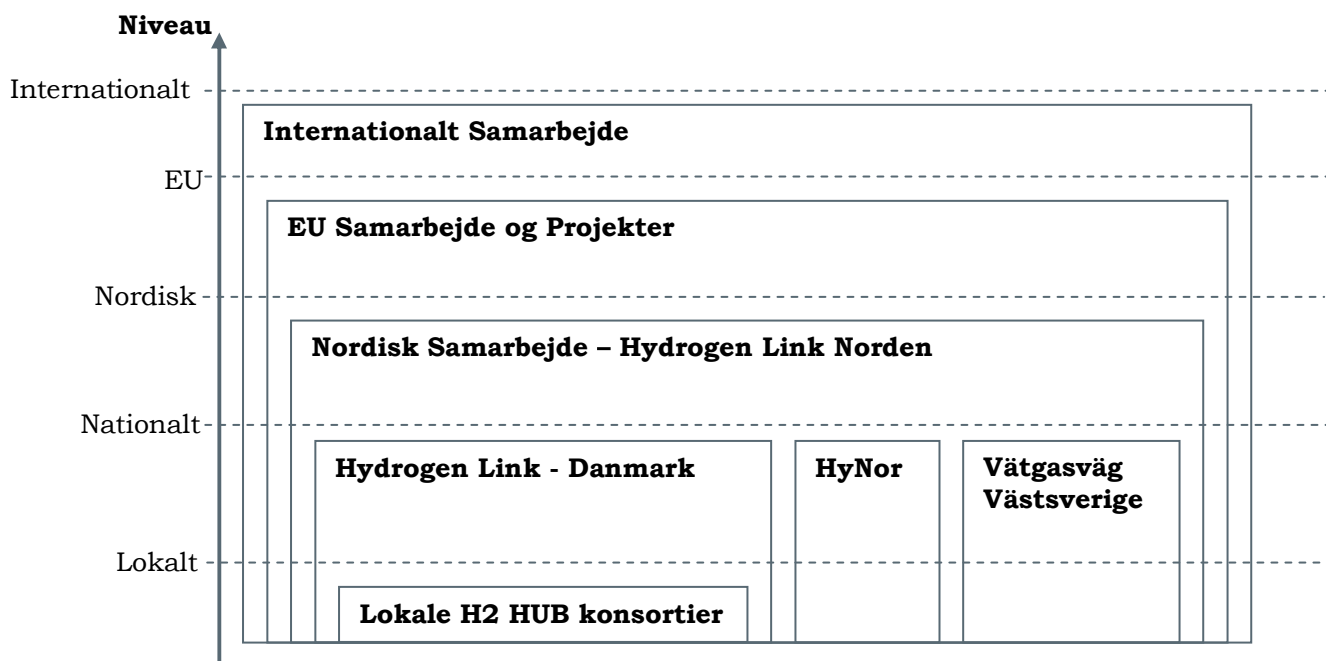 Niveau
Internationalt
Internationalt Samarbejde
EU
EU Samarbejde og Projekter
Nordisk
Nordisk Samarbejde – Hydrogen Link Norden
Nationalt
Hydrogen Link - Danmark
HyNor
Vätgasväg
Västsverige
Lokalt
Lokale H2 HUB konsortier